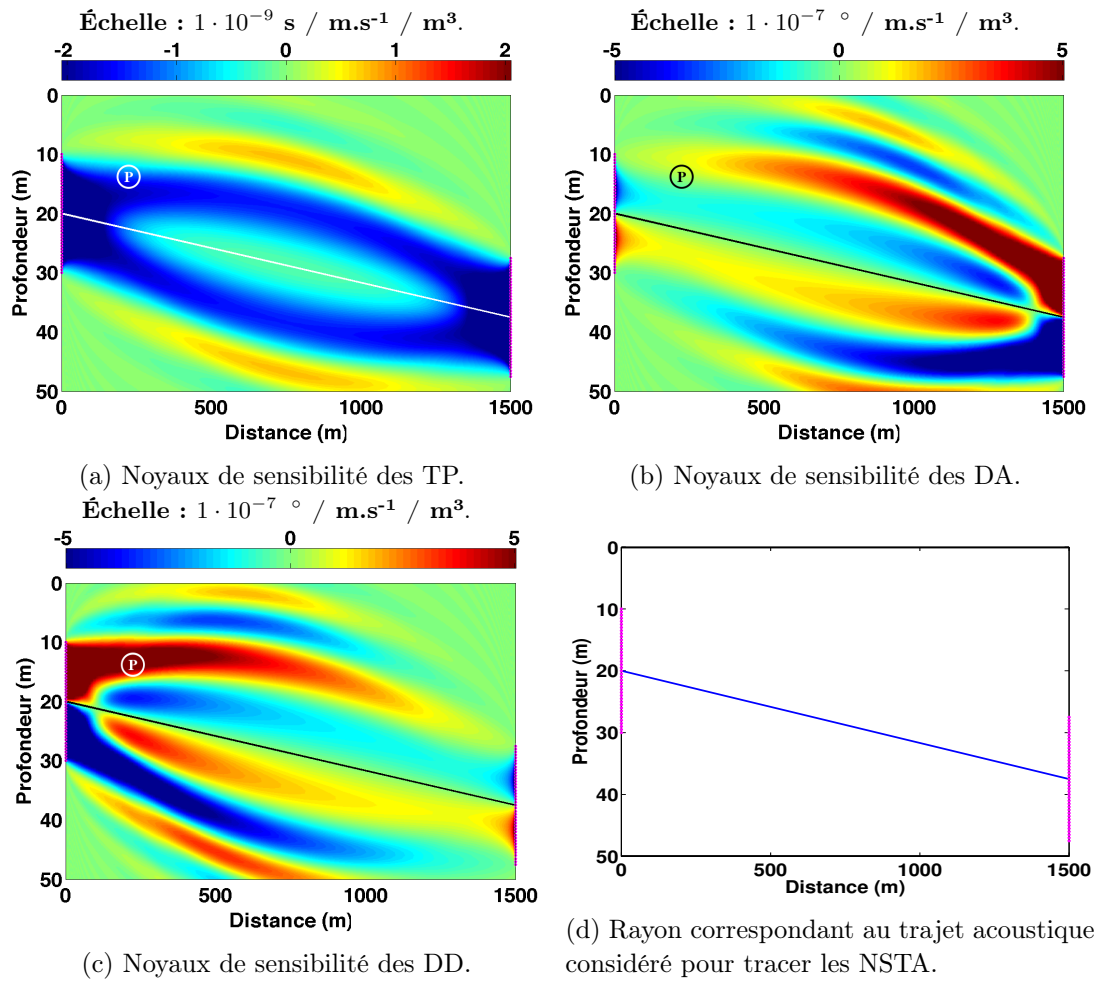 Échelle : 1 · 10⁻⁹ s / m.s⁻¹ / m³.
-2 -1 0 1 2
0
10
20
30
40
50
Profondeur (m)
P
0 500 1000 1500
Distance (m)
(a) Noyaux de sensibilité des TP.
Échelle : 1 · 10⁻⁷ ° / m.s⁻¹ / m³.
-5 0 5
0
10
20
30
40
50
Profondeur (m)
P
0 500 1000 1500
Distance (m)
(b) Noyaux de sensibilité des DA.
Échelle : 1 · 10⁻⁷ ° / m.s⁻¹ / m³.
-5 0 5
0
10
20
30
40
50
Profondeur (m)
P
0 500 1000 1500
Distance (m)
(c) Noyaux de sensibilité des DD.
0
10
20
30
40
50
Profondeur (m)
0 500 1000 1500
Distance (m)
(d) Rayon correspondant au trajet acoustique
considéré pour tracer les NSTA.